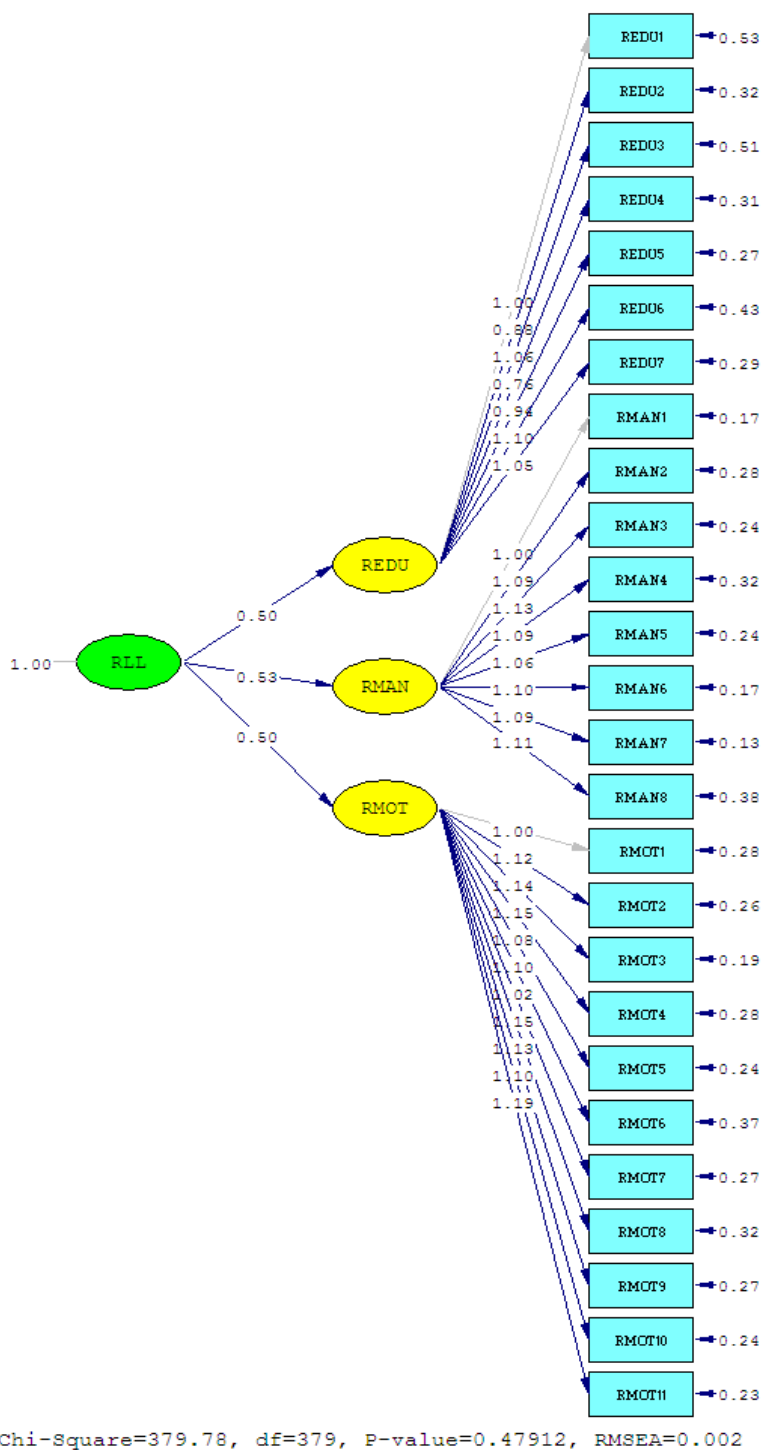 REDU1 0.53
REDU2 0.32
REDU3 0.51
REDU4 0.31
REDU5 0.27
1.00
REDU6 0.43
0.88
1.06
REDU7 0.29
0.76
0.94
RMAN1 0.17
1.10
1.05
RMAN2 0.28
RMAN3 0.24
1.00
REDU
RMAN4 0.32
1.09
1.13
0.50
RMAN5 0.24
1.09
1.00 RLL
1.06
0.53
RMAN RMAN6 0.17
1.10
1.09
0.50
RMAN7 0.13
1.11
RMAN8 0.38
RMOT
1.00
RMOT1 0.28
1.12
1.14
RMOT2 0.26
1.15
1.08
RMOT3 0.19
1.10
1.02
RMOT4 0.28
1.15
1.13
RMOT5 0.24
1.10
1.19
RMOT6 0.37
RMOT7 0.27
RMOT8 0.32
RMOT9 0.27
RMOT10 0.24
RMOT11 0.23
Chi-Square=379.78, df=379, P-value=0.47912, RMSEA=0.002